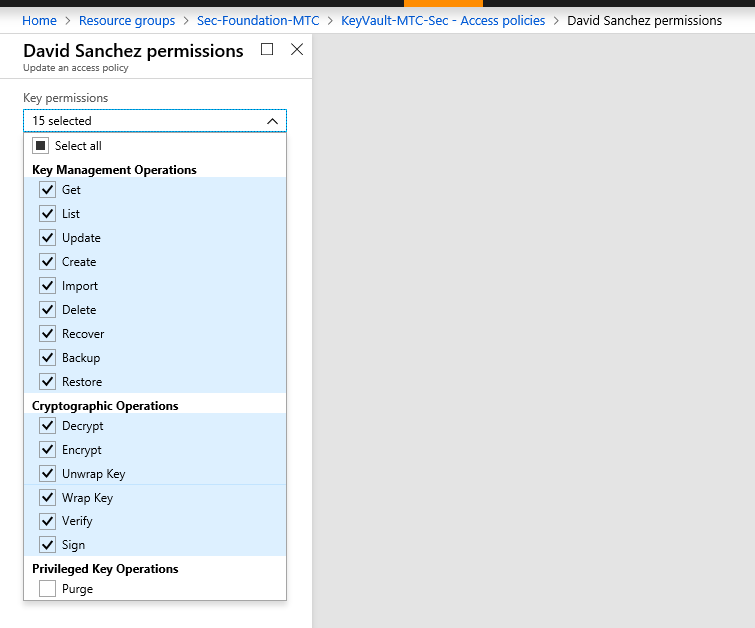 Home > Resource groups > Sec-Foundation-MTC > KeyVault-MTC-Sec - Access policies > David Sanchez permissions
David Sanchez permissions
Update an access policy
Key permissions
15 selected
Select all
Key Management Operations
Get
List
Update
Create
Import
Delete
Recover
Backup
Restore
Cryptographic Operations
Decrypt
Encrypt
Unwrap Key
Wrap Key
Verify
Sign
Privileged Key Operations
Purge